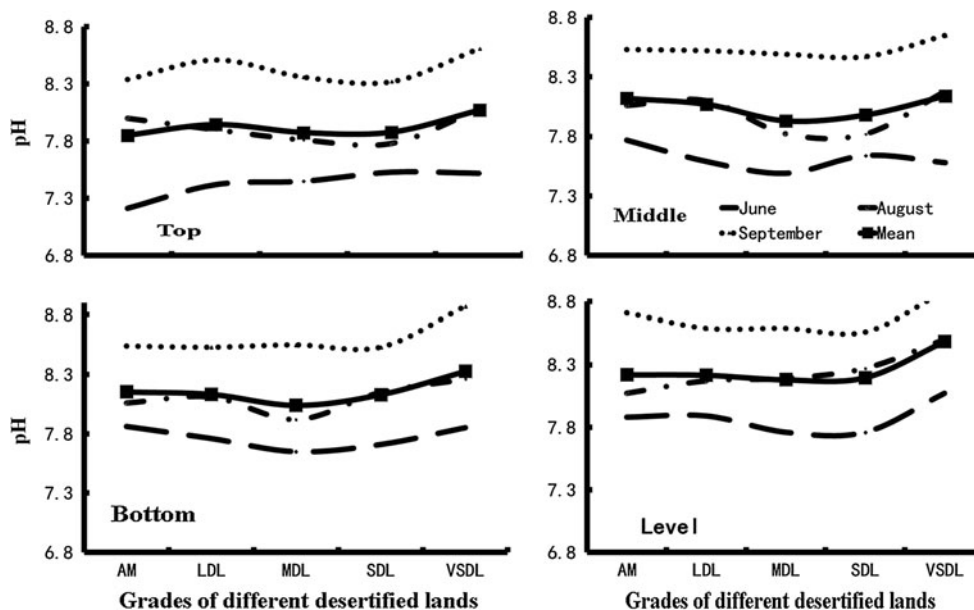 8.8
8.3
7.8
7.3
6.8
pH
Top
8.8
8.3
7.8
7.3
6.8
Middle
June
August
September
Mean
8.8
8.3
7.8
7.3
6.8
pH
Bottom
AM LDL MDL SDL VSDL
Grades of different desertified lands
8.8
8.3
7.8
7.3
6.8
Level
AM LDL MDL SDL VSDL
Grades of different desertified lands